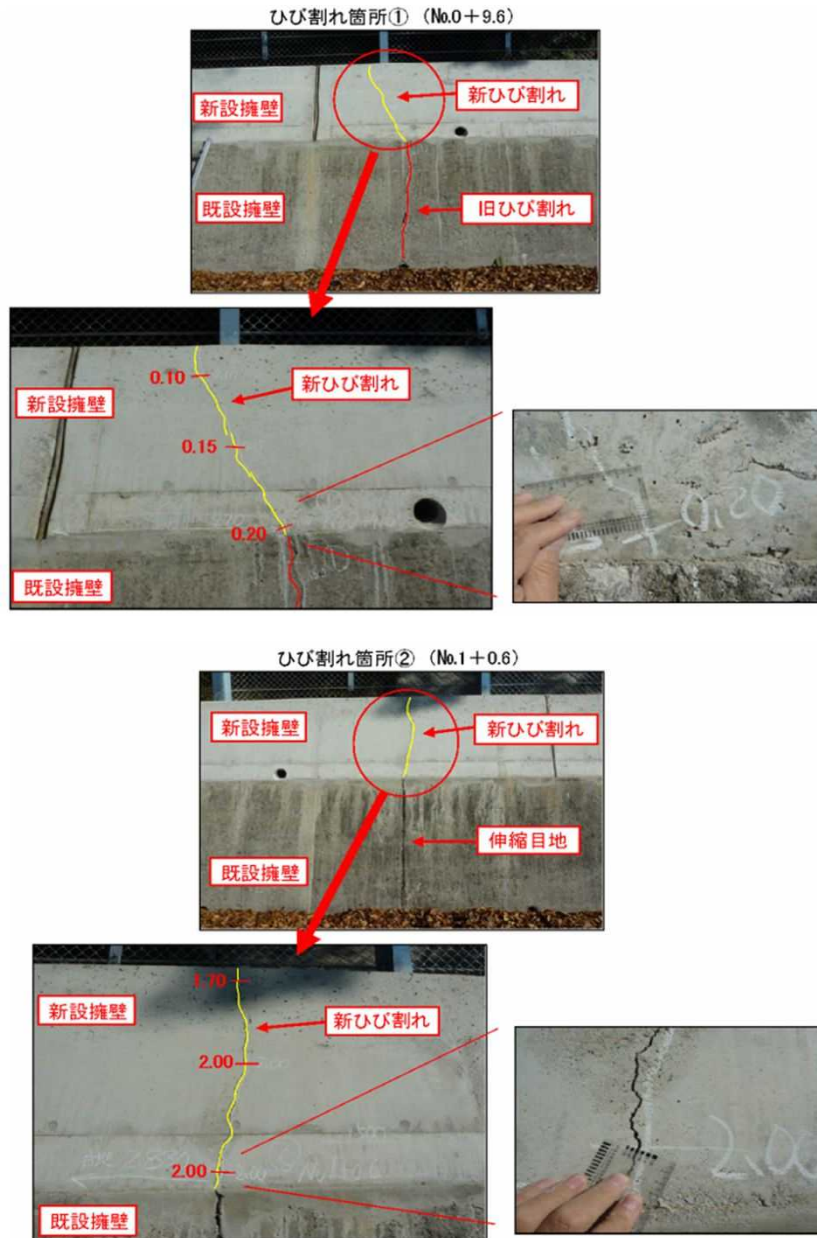 ひび割れ箇所① （No.0＋9.6）
新設擁壁
新ひび割れ
既設擁壁
旧ひび割れ
新設擁壁
0.10
新ひび割れ
0.15
0.20
既設擁壁
0.20
ひび割れ箇所② （No.1＋0.6）
新設擁壁
新ひび割れ
既設擁壁
伸縮目地
新設擁壁
1.70
新ひび割れ
2.00
2.00
既設擁壁
2.00